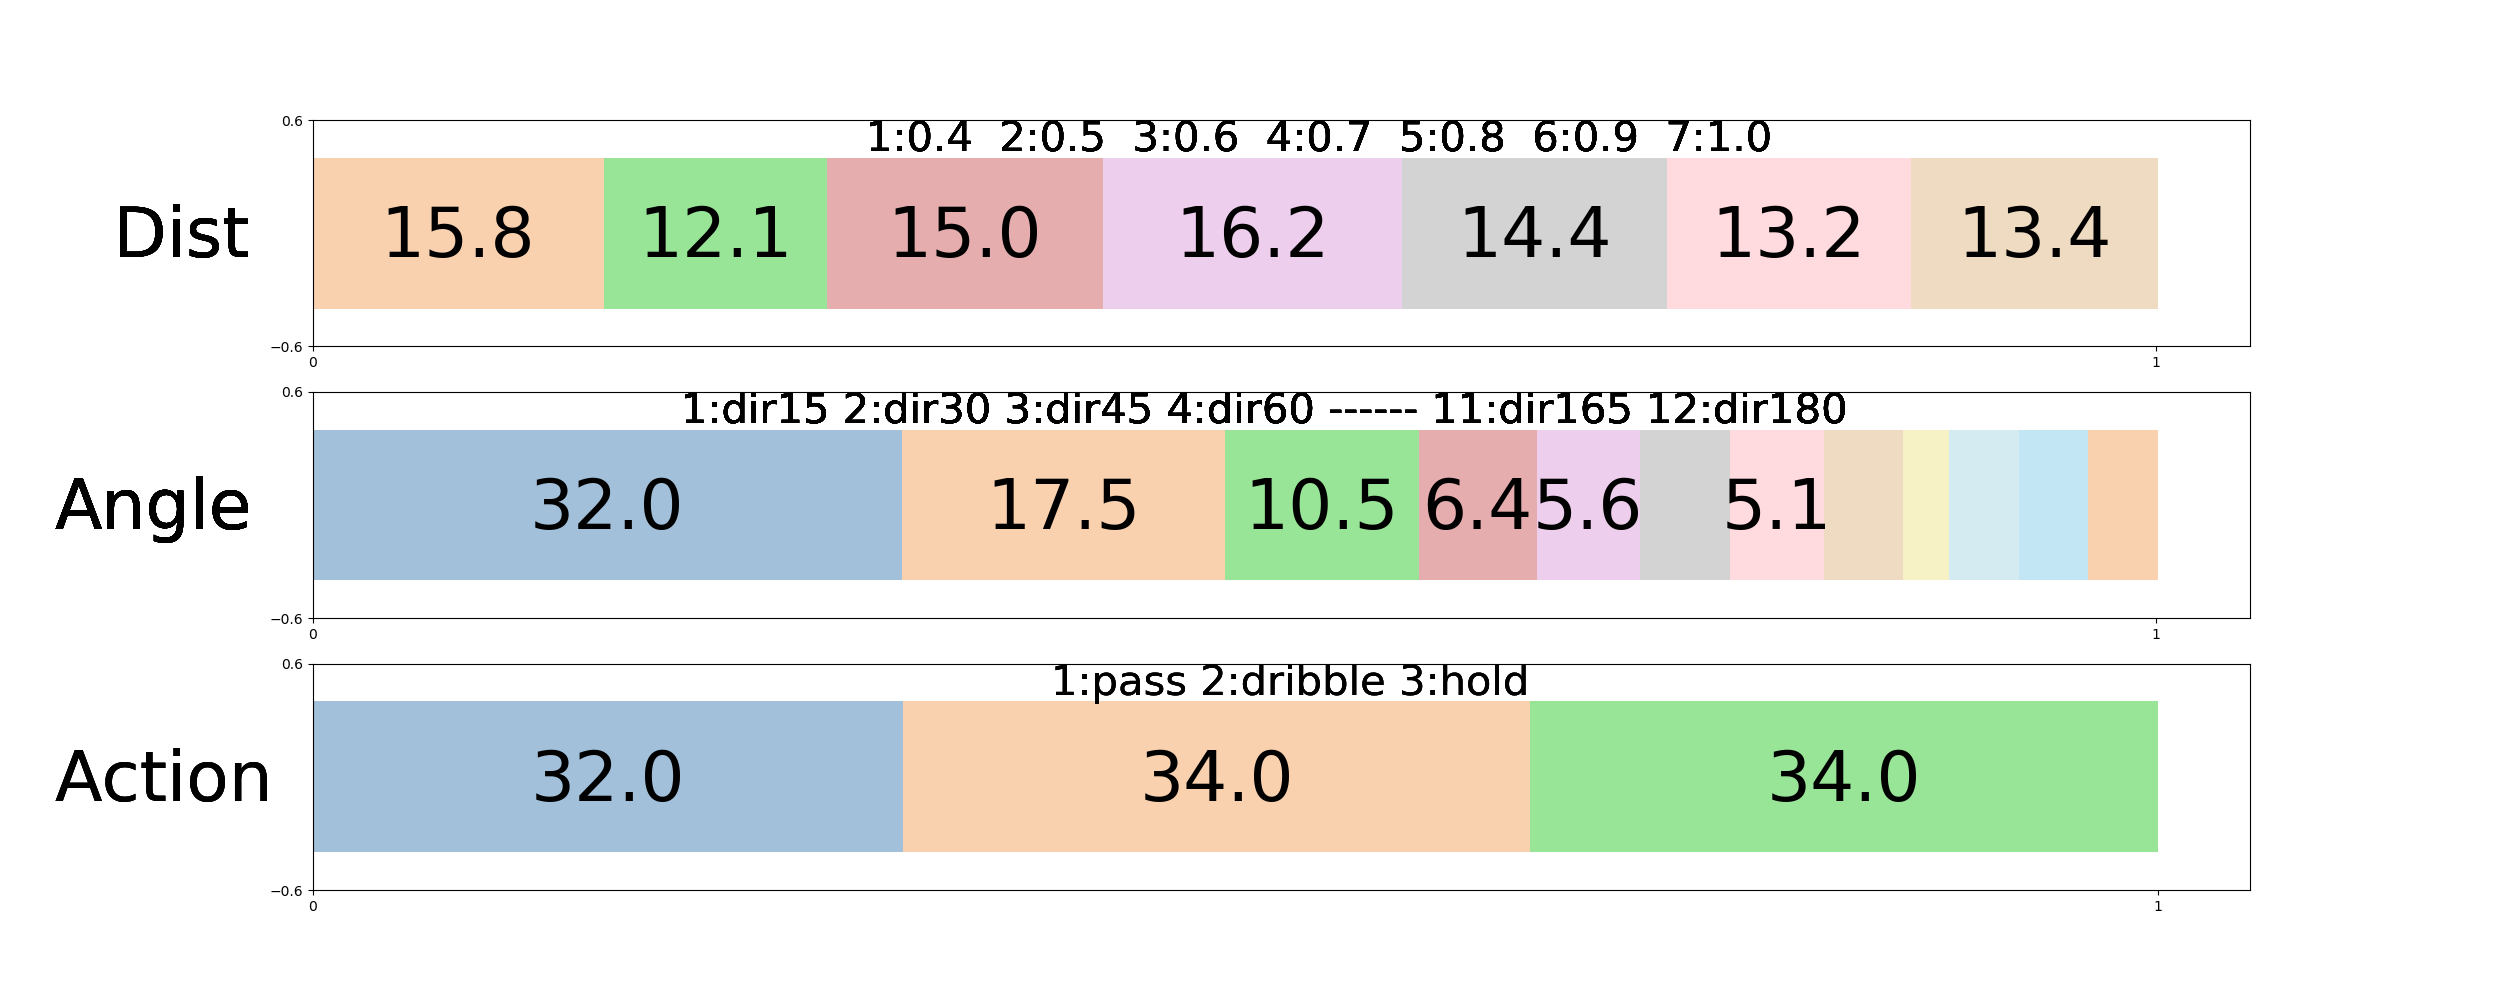 0.6
1:0.4 2:0.5 3:0.6 4:0.7 5:0.8 6:0.9 7:1.0
Dist 15.8 12.1 15.0 16.2 14.4 13.2 13.4
−0.6
0 1
0.6
1:dir15 2:dir30 3:dir45 4:dir60 ------ 11:dir165 12:dir180
Angle 32.0 17.5 10.5 6.4 5.6 5.1
−0.6
0 1
0.6
1:pass 2:dribble 3:hold
Action 32.0 34.0 34.0
−0.6
0 1